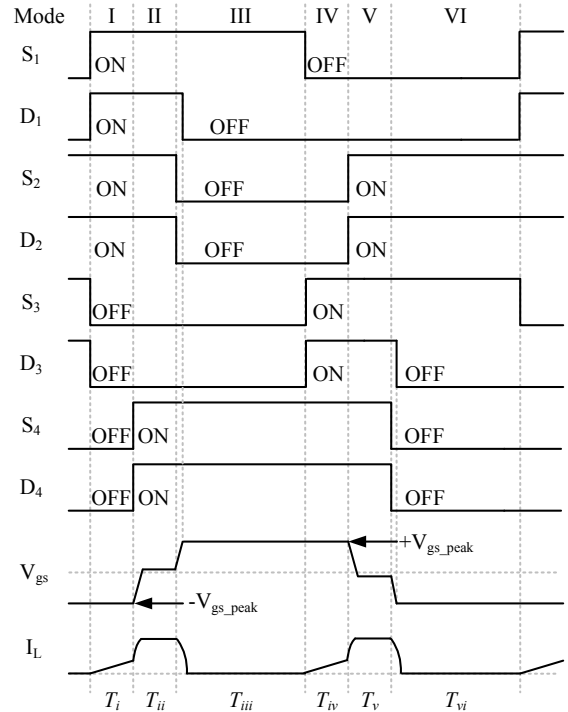 Mode I II III IV V VI
S1 ON OFF
D1 ON OFF
S2 ON OFF ON
D2 ON OFF ON
S3 OFF ON
D3 OFF ON OFF
S4 OFF ON OFF
D4 OFF ON OFF
Vgs +Vgs_peak
-Vgs_peak
IL
Ti Tii Tiii Tiv Tv Tvi